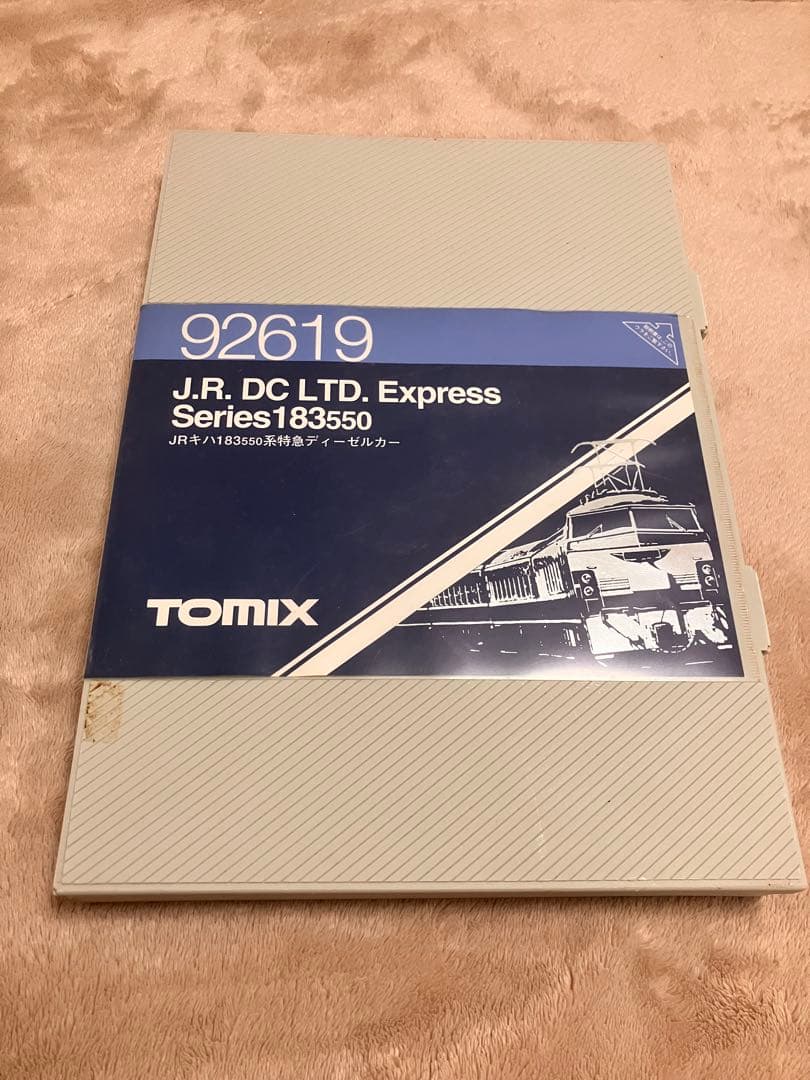 92619
J.R. DC LTD. Express
Series183550
JRキハ183550系特急ディーゼルカー
TOMIX